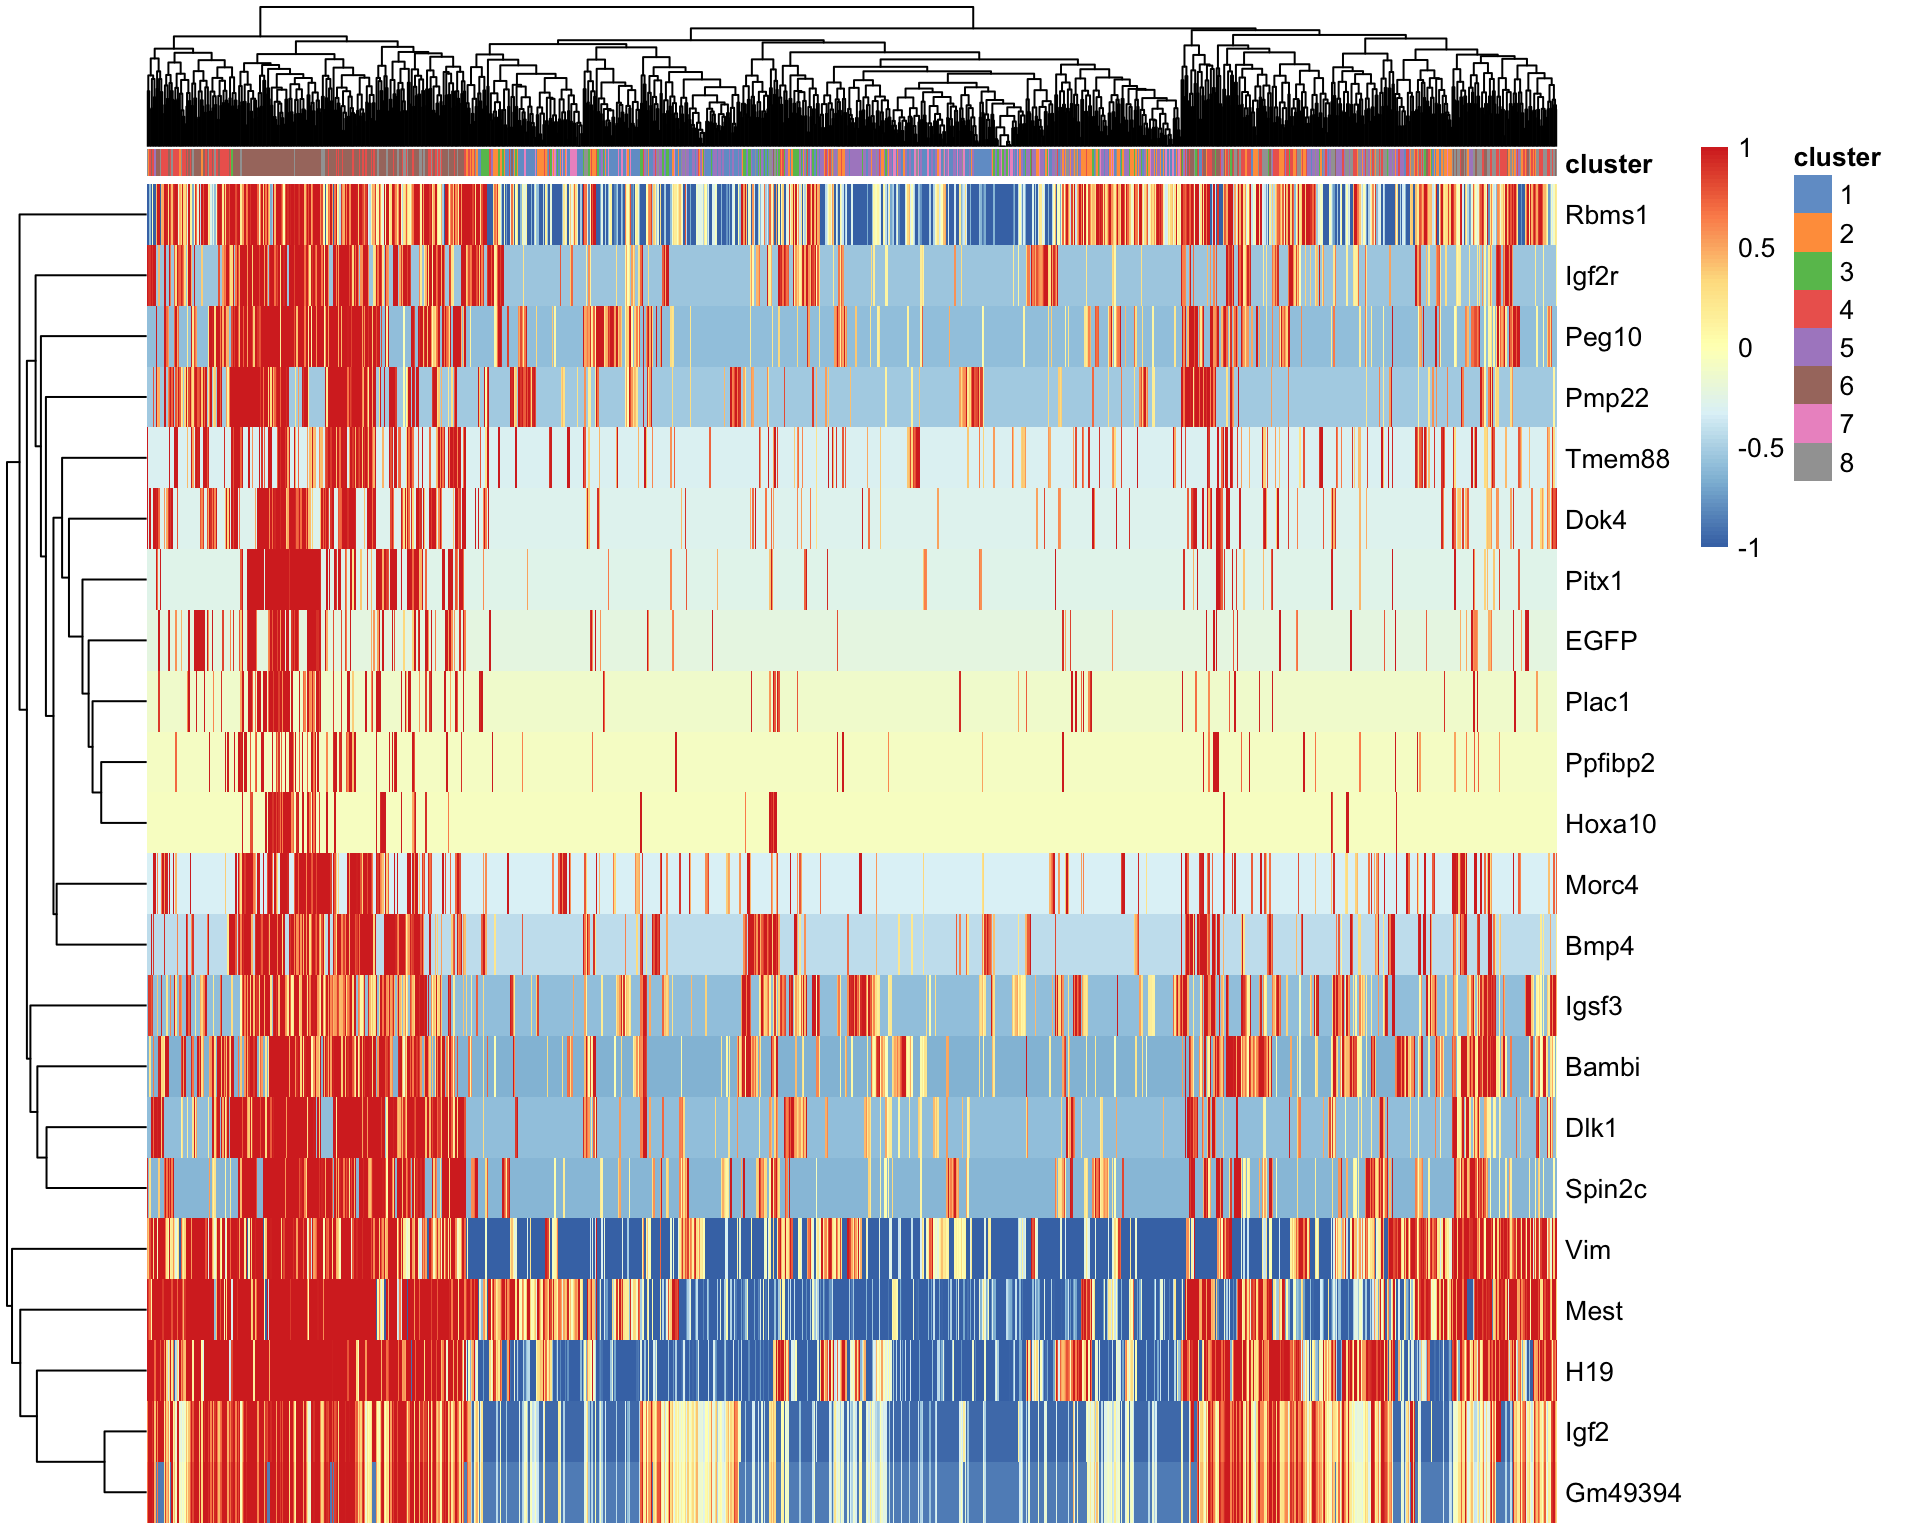 cluster
Rbms1
Igf2r
Peg10
Pmp22
Tmem88
Dok4
Pitx1
EGFP
Plac1
Ppfibp2
Hoxa10
Morc4
Bmp4
Igsf3
Bambi
Dlk1
Spin2c
Vim
Mest
H19
Igf2
Gm49394
1
0.5
0
-0.5
-1
cluster
1
2
3
4
5
6
7
8